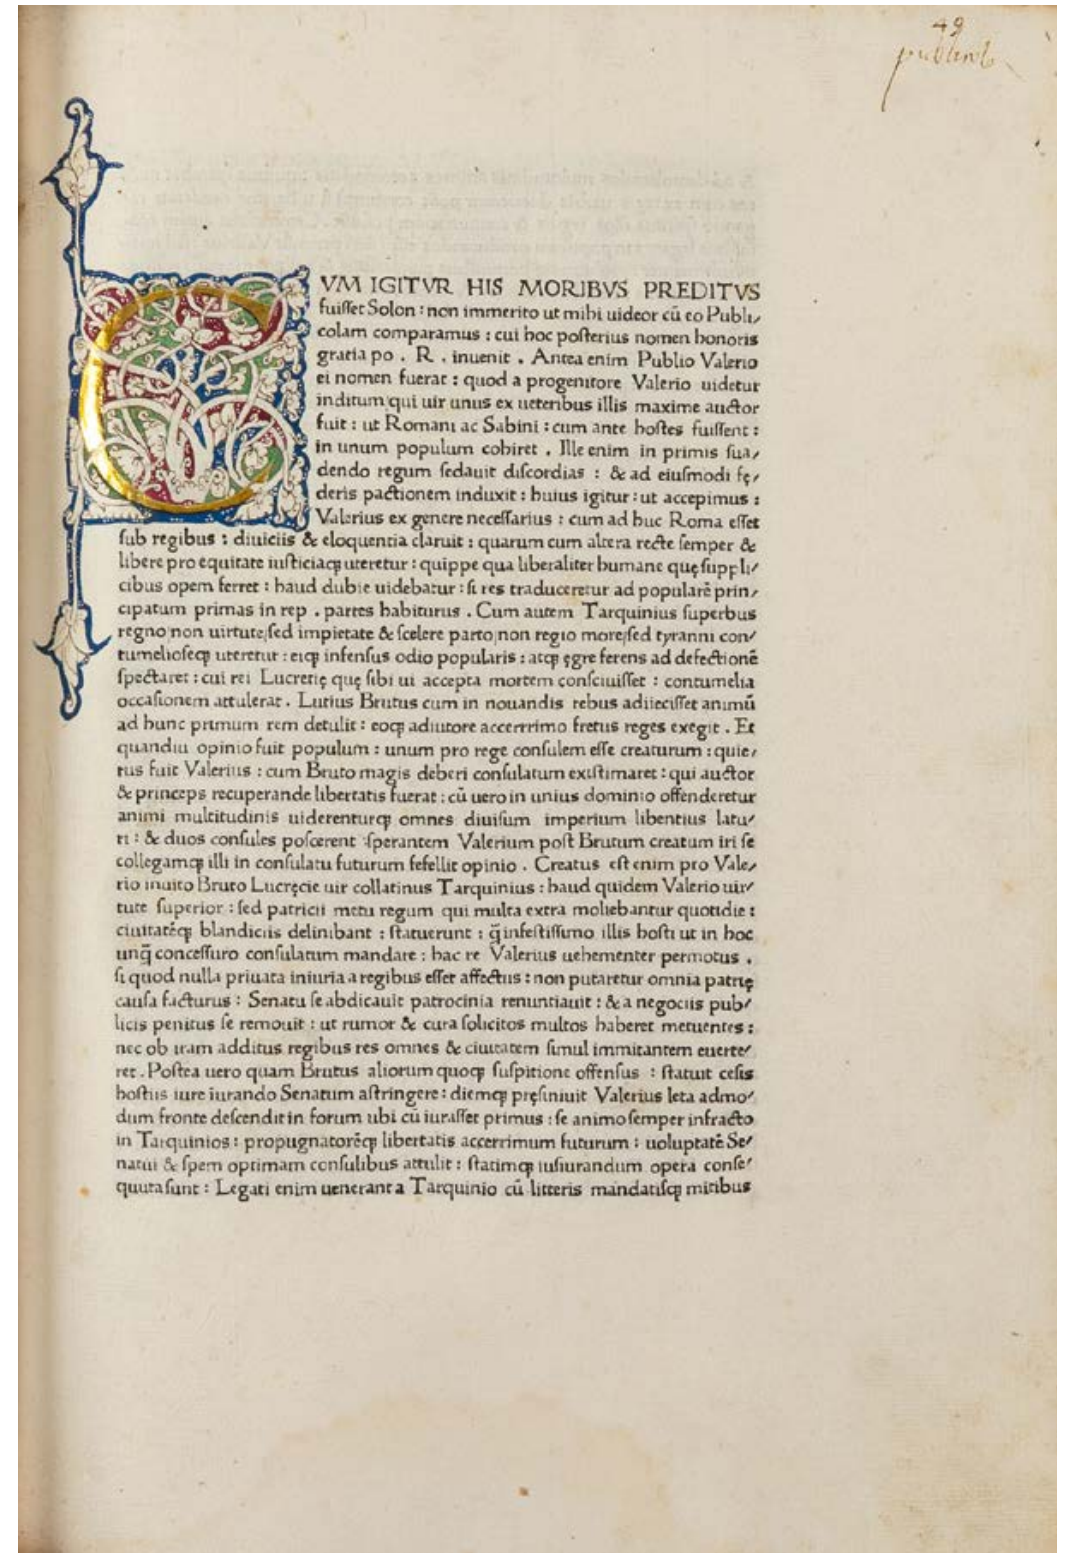 49
CVM IGITVR HIS MORIBVS PREDITVS
fuiſſet Solon : non immerito ut mihi uideor cũ eo Publi⸗
colam comparamus : cui hoc poſterius nomen honoris
gratia po . R . inuenit . Antea enim Publio Valerio
ei nomen fuerat : quod a progenitore Valerio uidetur
inditum qui uir unus ex ueteribus illis maxime auctor
fuit : ut Romani ac Sabini : cum ante hoſtes fuiſſent :
in unum populum cohiret . Ille enim in primis ſua⸗
dendo regum ſedauit diſcordias : & ad eiuſmodi fę⸗
deris pactionem induxit : huius igitur : ut accepimus :
Valerius ex genere neceſſarius : cum ad huc Roma eſſet
ſub regibus : diuiciis & eloquentia claruit : quarum cum altera recte ſemper &
libere pro equitate iuſticiaqꝫ uteretur : quippe qua liberaliter humane quę ſuppli⸗
cibus opem ferret : haud dubie uidebatur : ſi res traduceretur ad popularẽ prin⸗
cipatum primas in rep . partes habiturus . Cum autem Tarquinius ſuperbus
regno non uirtute/ſed impietate & ſcelere parto/non regio more/ſed tyranni con⸗
tumelioſeqꝫ uteretur : eiqꝫ infenſus odio popularis : atqꝫ ęgre ferens ad defectionẽ
ſpectaret : cui rei Lucretię quę ſibi ui accepta mortem conſciuiſſet : contumelia
occaſionem attulerat . Lutius Brutus cum in nouandis rebus adiieciſſet animũ
ad hunc primum rem detulit : eoqꝫ adiutore accerrrimo fretus reges exegit . Et
quandiu opinio fuit populum : unum pro rege conſulem eſſe creaturum : quie⸗
tus fuit Valerius : cum Bruto magis deberi conſulatum exiſtimaret : qui auctor
& princeps recuperande libertatis fuerat : cũ uero in unius dominio offenderetur
animi multitudinis uiderenturqꝫ omnes diuiſum imperium libentius latu⸗
ri : & duos conſules poſcerent : ſperantem Valerium poſt Brutum creatum iri ſe
collegamqꝫ illi in conſulatu futurum fefellit opinio . Creatus eſt enim pro Vale⸗
rio inuito Bruto Lucręcie uir collatinus Tarquinius : haud quidem Valerio uir⸗
tute ſuperior : ſed patricii metu regum qui multa extra moliebantur quotidie :
ciuitatẽqꝫ blandiciis delinibant : ſtatuerunt : q̃ infeſtiſſimo illis hoſti ut in hoc
unq̃ conceſſuro conſulatum mandare : hac re Valerius uehementer permotus .
ſi quod nulla priuata iniuria a regibus eſſet affectus : non putaretur omnia patrię
cauſa facturus : Senatu ſe abdicauit patrocinia renuntiauit : & a negociis pub⸗
licis penitus ſe remouit : ut rumor & cura ſolicitos multos haberet metuentes :
nec ob iram additus regibus res omnes & ciuitatem ſimul immitantem euerte⸗
ret . Poſtea uero quam Brutus aliorum quoqꝫ ſuſpitione offenſus : ſtatuit ceſis
hoſtiis iure iurando Senatum aſtringere : diemqꝫ pręfiniuit Valerius leta admo⸗
dum fronte deſcendit in forum ubi cũ iuraſſet primus : ſe animo ſemper infracto
in Tarquinios : propugnatorẽqꝫ libertatis accerrimum futurum : uoluptatẽ Se⸗
natui & ſpem optimam conſulibus attulit : ſtatimqꝫ iuſiurandum opera conſe⸗
quuta ſunt : Legati enim uenerant a Tarquinio cũ litteris mandatiſqꝫ mitibus